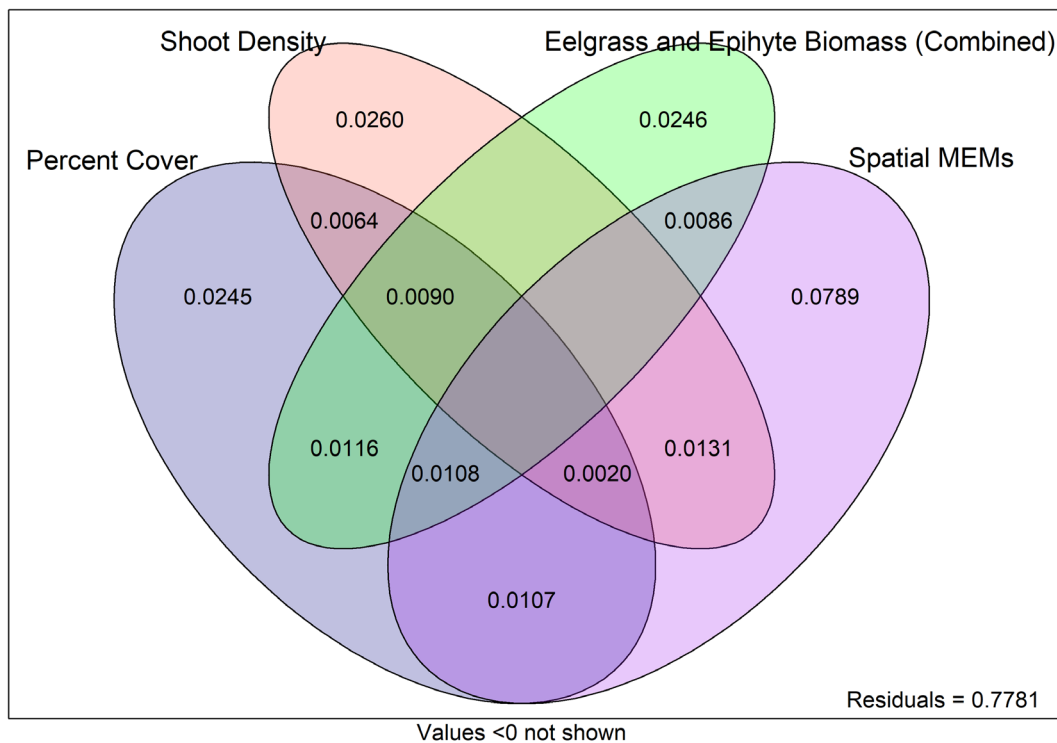 Shoot Density
Eelgrass and Epihyte Biomass (Combined)
0.0260
0.0246
Percent Cover
Spatial MEMs
0.0064
0.0086
0.0245
0.0090
0.0789
0.0116
0.0108
0.0020
0.0131
0.0107
Residuals = 0.7781
Values <0 not shown